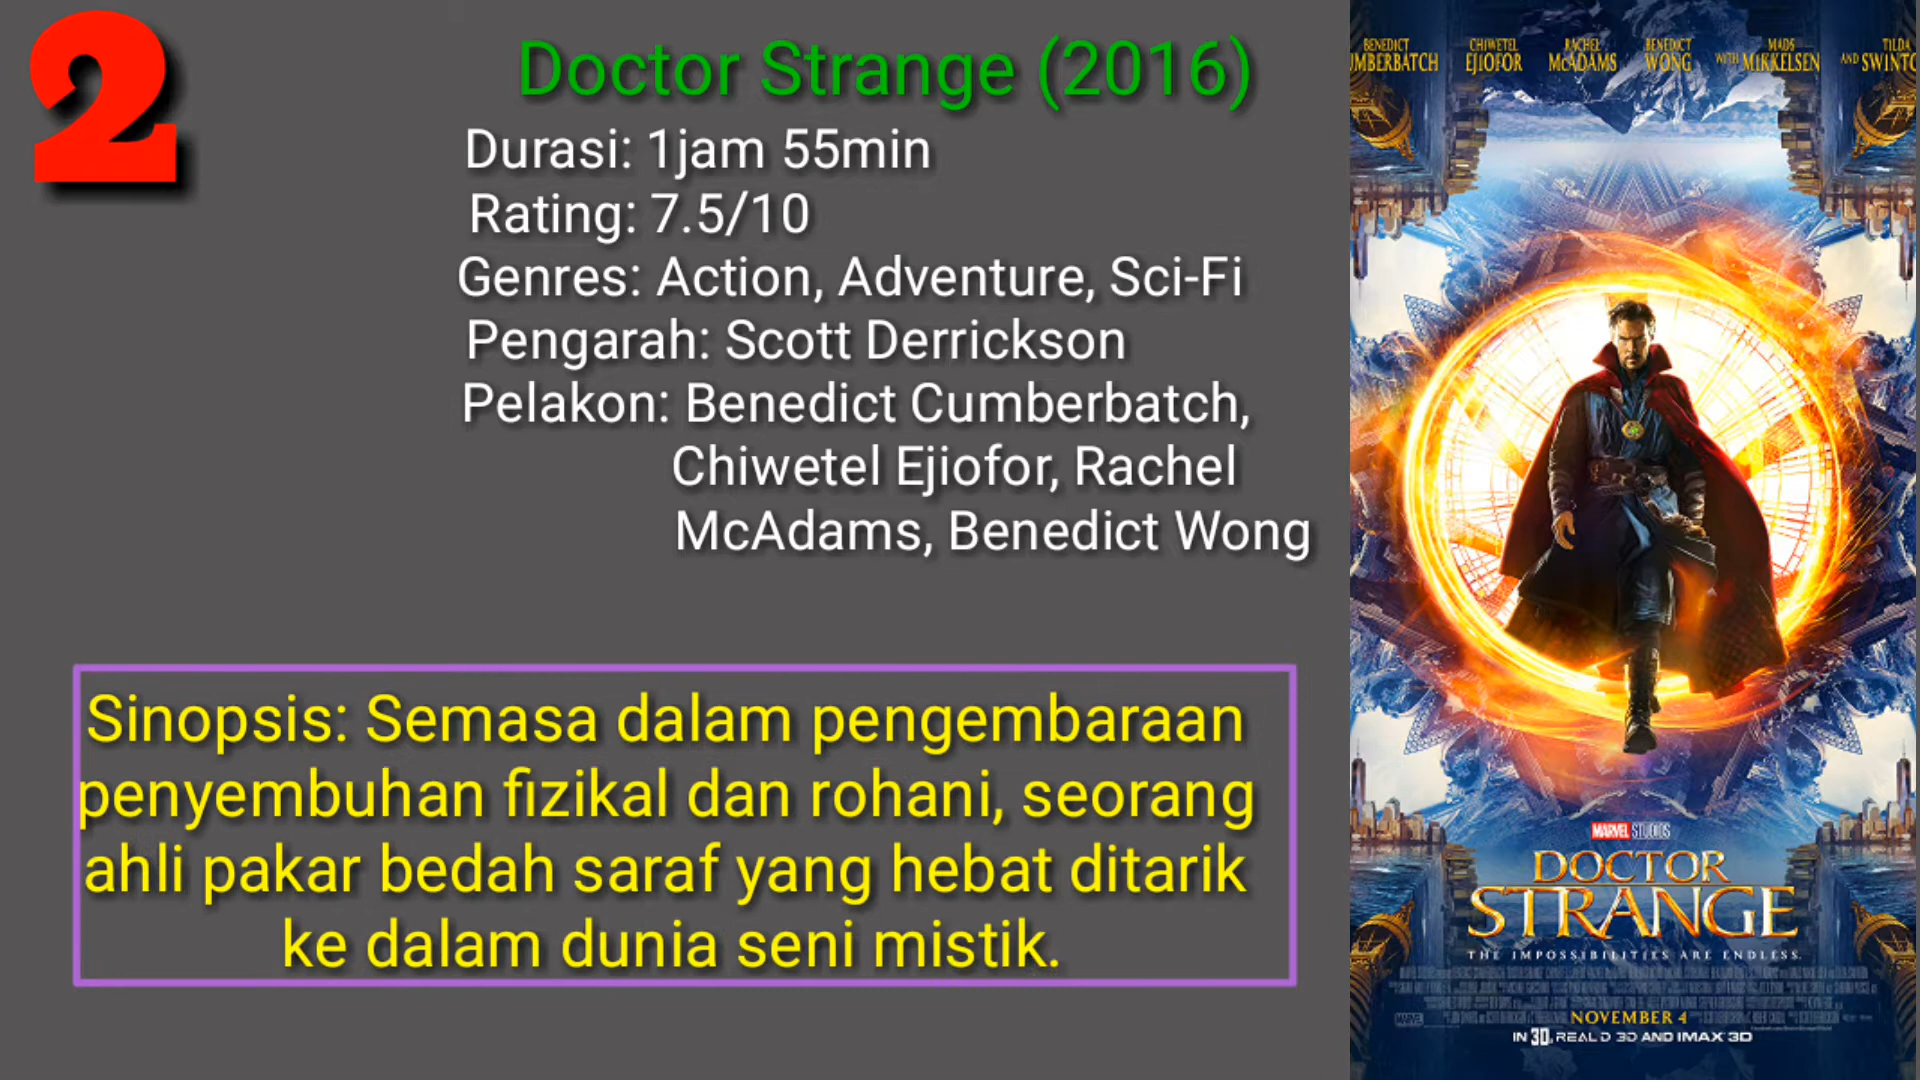 2
Doctor Strange (2016)
Durasi: 1jam 55min
Rating: 7.5/10
Genres: Action, Adventure, Sci-Fi
Pengarah: Scott Derrickson
Pelakon: Benedict Cumberbatch,
Chiwetel Ejiofor, Rachel
McAdams, Benedict Wong
Sinopsis: Semasa dalam pengembaraan
penyembuhan fizikal dan rohani, seorang
ahli pakar bedah saraf yang hebat ditarik
ke dalam dunia seni mistik.
BENEDICT CHIWETEL RACHEL BENEDICT MADS TILDA
UMBERBATCH EJIOFOR McADAMS WONG WITH MIKKELSEN AND SWINTO
MARVEL STUDIOS
DOCTOR
STRANGE
THE IMPOSSIBILITIES ARE ENDLESS.
MARVEL
NOVEMBER 4
IN 3D, REAL D 3D AND IMAX 3D